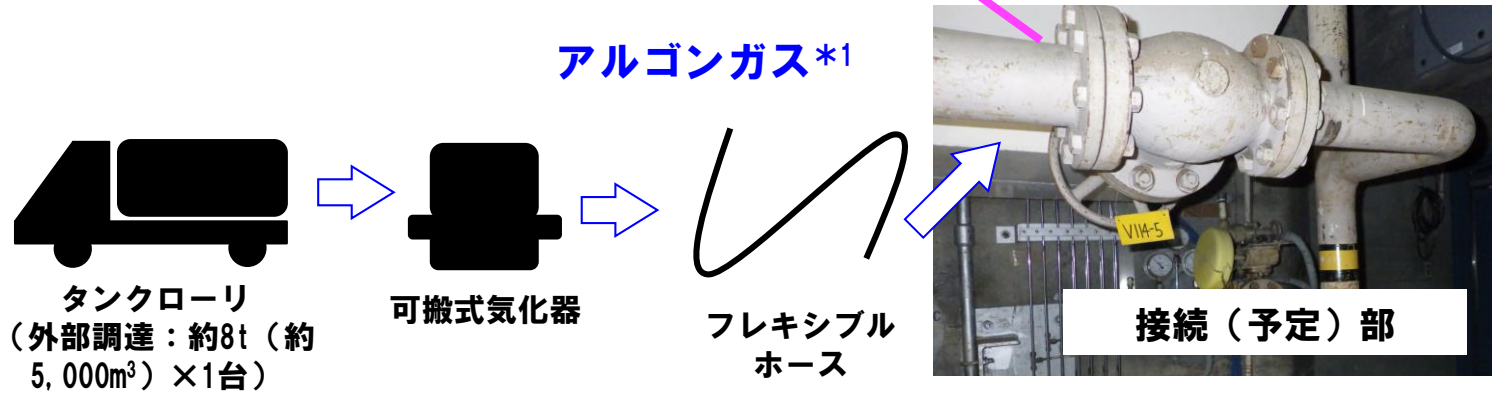 アルゴンガス*1
タンクローリ
（外部調達：約8t（約
5,000m³）×1台）
可搬式気化器
フレキシブル
ホース
V114-5
接続（予定）部